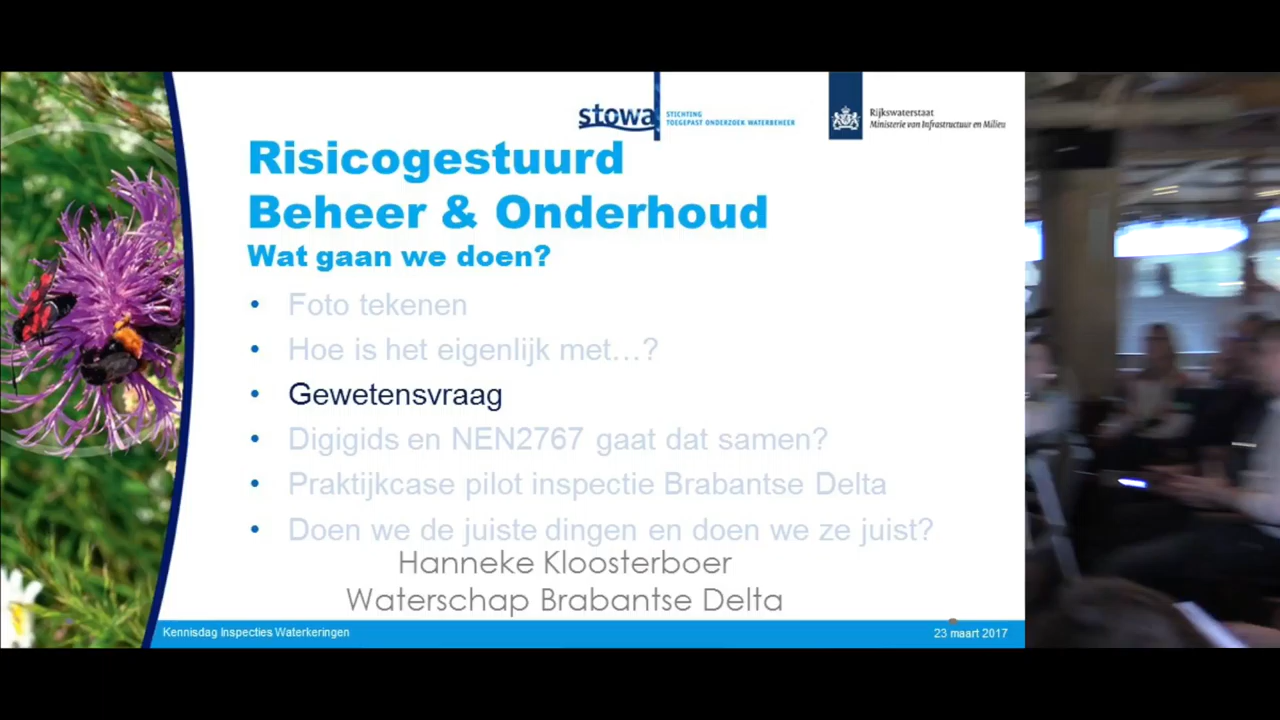 stowa
STICHTING
TOEGEPAST ONDERZOEK WATERBEHEER
Rijkswaterstaat
Ministerie van Infrastructuur en Milieu
Risicogestuurd
Beheer & Onderhoud
Wat gaan we doen?
• Foto tekenen
• Hoe is het eigenlijk met...?
• Gewetensvraag
• Digigids en NEN2767 gaat dat samen?
• Praktijkcase pilot inspectie Brabantse Delta
• Doen we de juiste dingen en doen we ze juist?
Hanneke Kloosterboer
Waterschap Brabantse Delta
Kennisdag Inspecties Waterkeringen
23 maart 2017